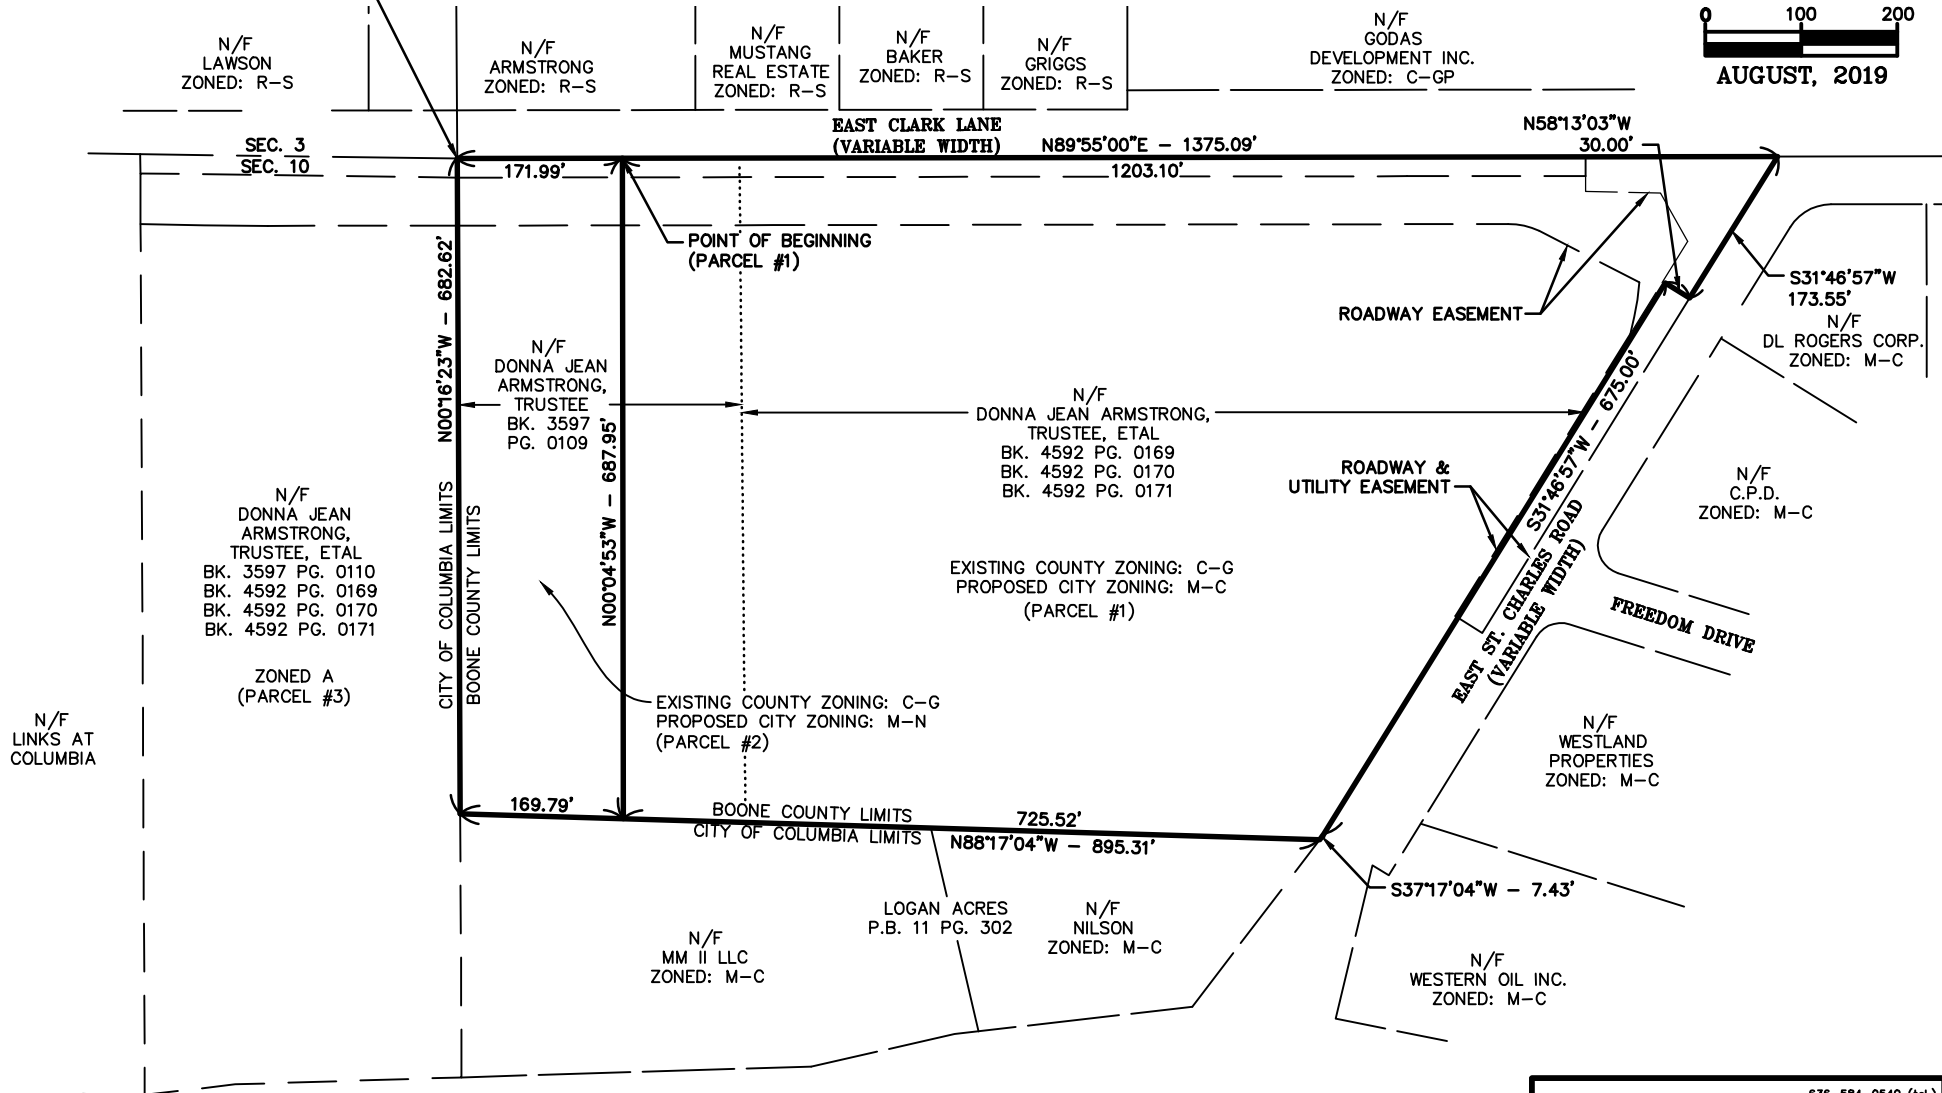 N/F
LAWSON
ZONED: R-S
N/F
ARMSTRONG
ZONED: R-S
N/F
MUSTANG
REAL ESTATE
ZONED: R-S
N/F
BAKER
ZONED: R-S
N/F
GRIGGS
ZONED: R-S
N/F
GODAS
DEVELOPMENT INC.
ZONED: C-GP
0 100 200
AUGUST, 2019
SEC. 3
SEC. 10
EAST CLARK LANE
(VARIABLE WIDTH)
N89°55'00"E - 1375.09'
N58°13'03"W
30.00'
171.99'
1203.10'
POINT OF BEGINNING
(PARCEL #1)
N00°16'23"W - 682.62'
S31°46'57"W
173.55'
ROADWAY EASEMENT
N/F
DL ROGERS CORP.
ZONED: M-C
N/F
DONNA JEAN
ARMSTRONG,
TRUSTEE
BK. 3597
PG. 0109
N00°04'53"W - 687.95'
N/F
DONNA JEAN ARMSTRONG,
TRUSTEE, ETAL
BK. 4592 PG. 0169
BK. 4592 PG. 0170
BK. 4592 PG. 0171
S31°46'57"W - 675.00'
ROADWAY &
UTILITY EASEMENT
N/F
C.P.D.
ZONED: M-C
N/F
DONNA JEAN
ARMSTRONG,
TRUSTEE, ETAL
BK. 3597 PG. 0110
BK. 4592 PG. 0169
BK. 4592 PG. 0170
BK. 4592 PG. 0171
ZONED A
(PARCEL #3)
CITY OF COLUMBIA LIMITS
BOONE COUNTY LIMITS
EXISTING COUNTY ZONING: C-G
PROPOSED CITY ZONING: M-C
(PARCEL #1)
EAST ST. CHARLES ROAD
(VARIABLE WIDTH)
FREEDOM DRIVE
EXISTING COUNTY ZONING: C-G
PROPOSED CITY ZONING: M-N
(PARCEL #2)
N/F
LINKS AT
COLUMBIA
N/F
WESTLAND
PROPERTIES
ZONED: M-C
169.79'
BOONE COUNTY LIMITS
CITY OF COLUMBIA LIMITS
725.52'
N88°17'04"W - 895.31'
S37°17'04"W - 7.43'
LOGAN ACRES
P.B. 11 PG. 302
N/F
NILSON
ZONED: M-C
N/F
MM II LLC
ZONED: M-C
N/F
WESTERN OIL INC.
ZONED: M-C